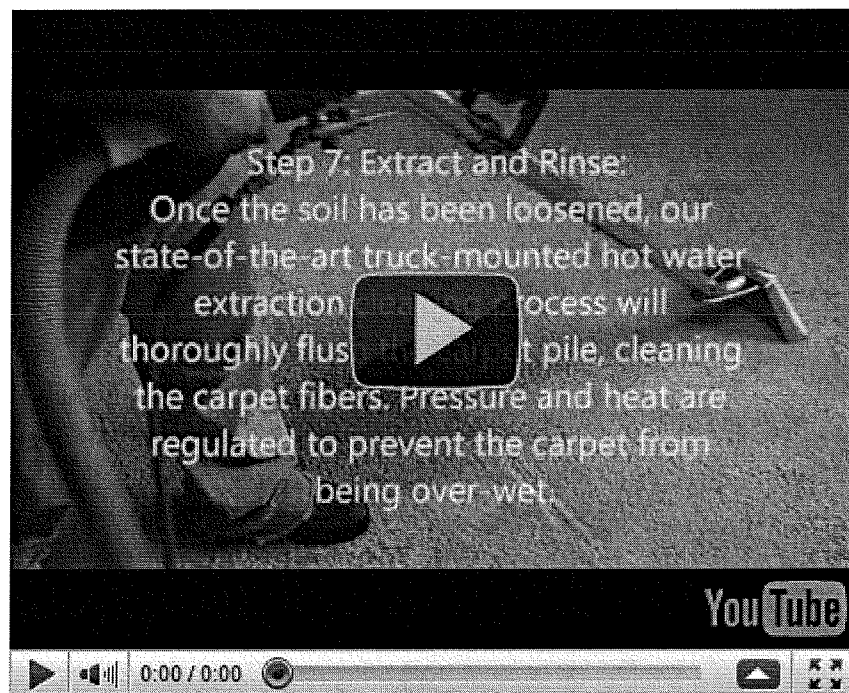 Step 7: Extract and Rinse:
Once the soil has been loosened, our
state-of-the-art truck-mounted hot water
extraction process will
thoroughly flush pile, cleaning
the carpet fibers. Pressure and heat are
regulated to prevent the carpet from
being over-wet.
YouTube
0:00 / 0:00